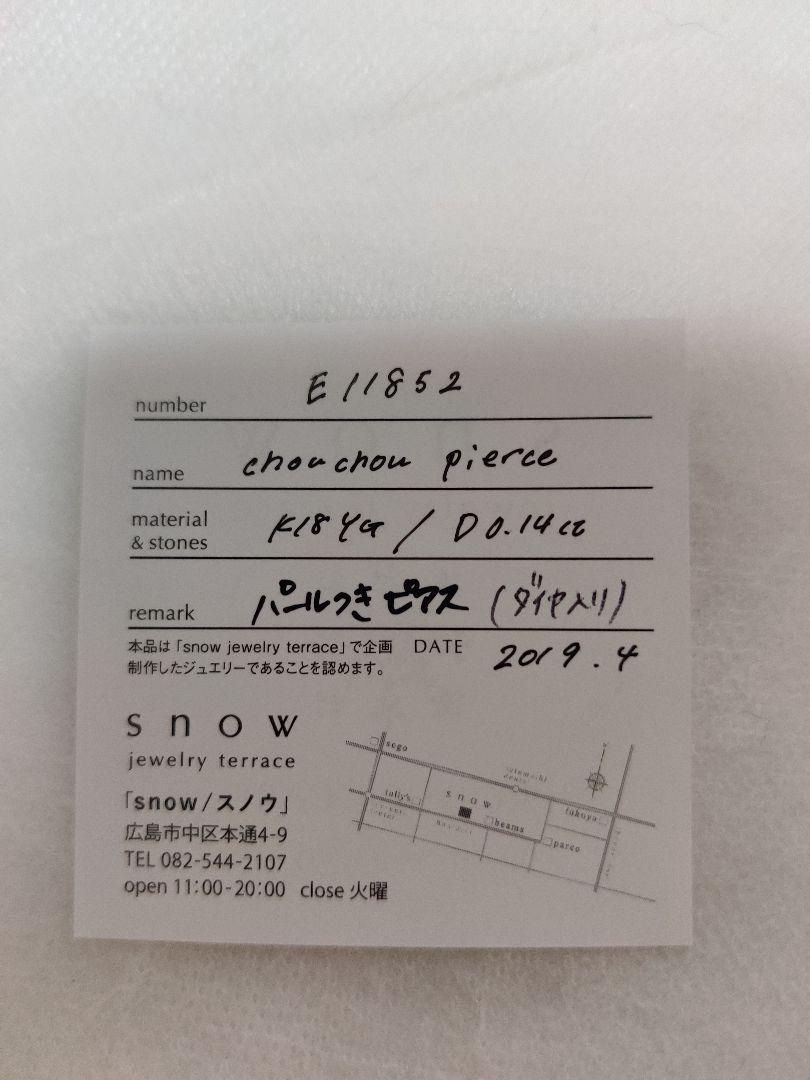 number E11852
name chouchou pierce
material
& stones K18YG / D0.14ct
remark パールつきピアス (ダイヤ入り)
本品は「snow jewelry terrace」で企画 DATE 2019.4
制作したジュエリーであることを認めます。
snow
jewelry terrace
「snow/スノウ」
広島市中区本通4-9
TEL 082-544-2107
open 11:00-20:00 close 火曜
sogo
tully's
snow
beams
takuya
parco